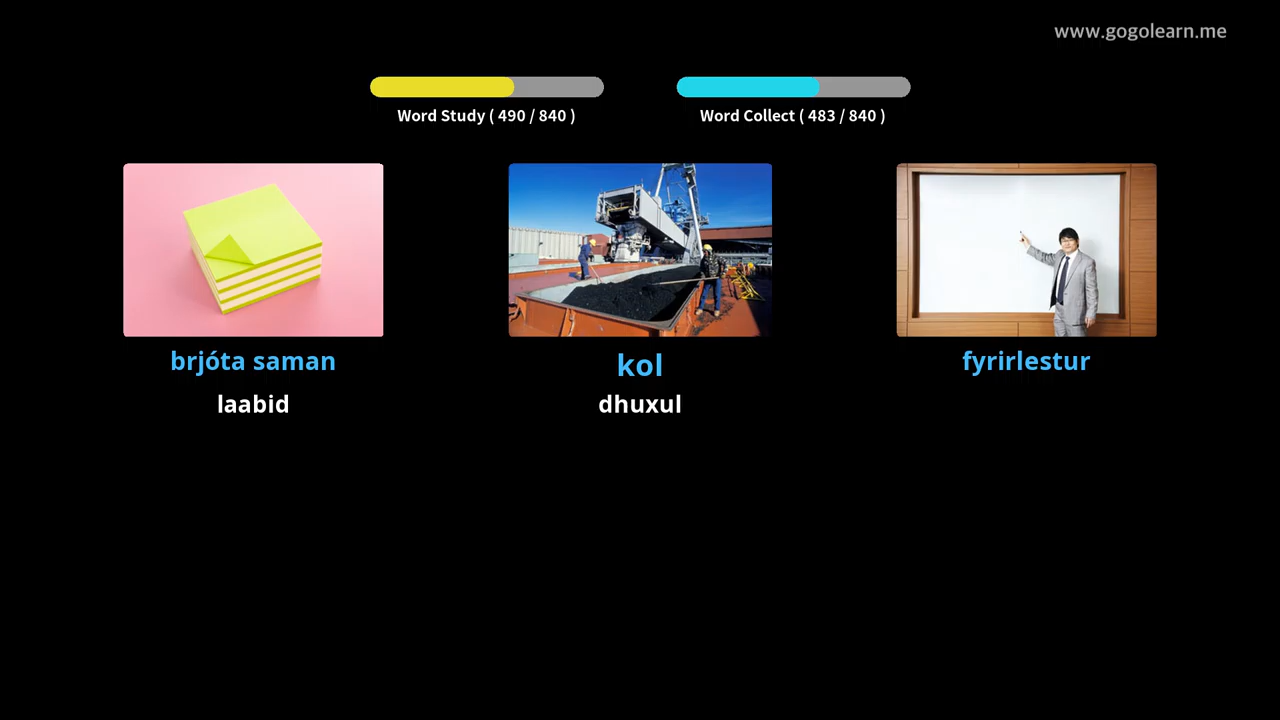 www.gogolearn.me
Word Study ( 490 / 840 )
Word Collect ( 483 / 840 )
brjóta saman
kol
fyrirlestur
laabid
dhuxul